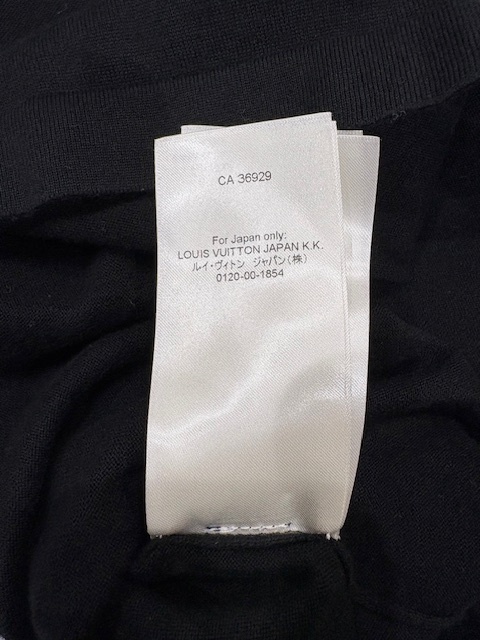 CA 36929
For Japan only:
LOUIS VUITTON JAPAN K.K.
ルイ・ヴィトン ジャパン(株)
0120-00-1854